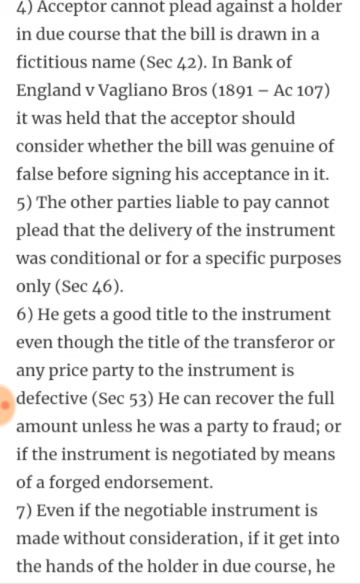 4) Acceptor cannot plead against a holder
in due course that the bill is drawn in a
fictitious name (Sec 42). In Bank of
England v Vagliano Bros (1891 – Ac 107)
it was held that the acceptor should
consider whether the bill was genuine of
false before signing his acceptance in it.
5) The other parties liable to pay cannot
plead that the delivery of the instrument
was conditional or for a specific purposes
only (Sec 46).
6) He gets a good title to the instrument
even though the title of the transferor or
any price party to the instrument is
defective (Sec 53) He can recover the full
amount unless he was a party to fraud; or
if the instrument is negotiated by means
of a forged endorsement.
7) Even if the negotiable instrument is
made without consideration, if it get into
the hands of the holder in due course, he